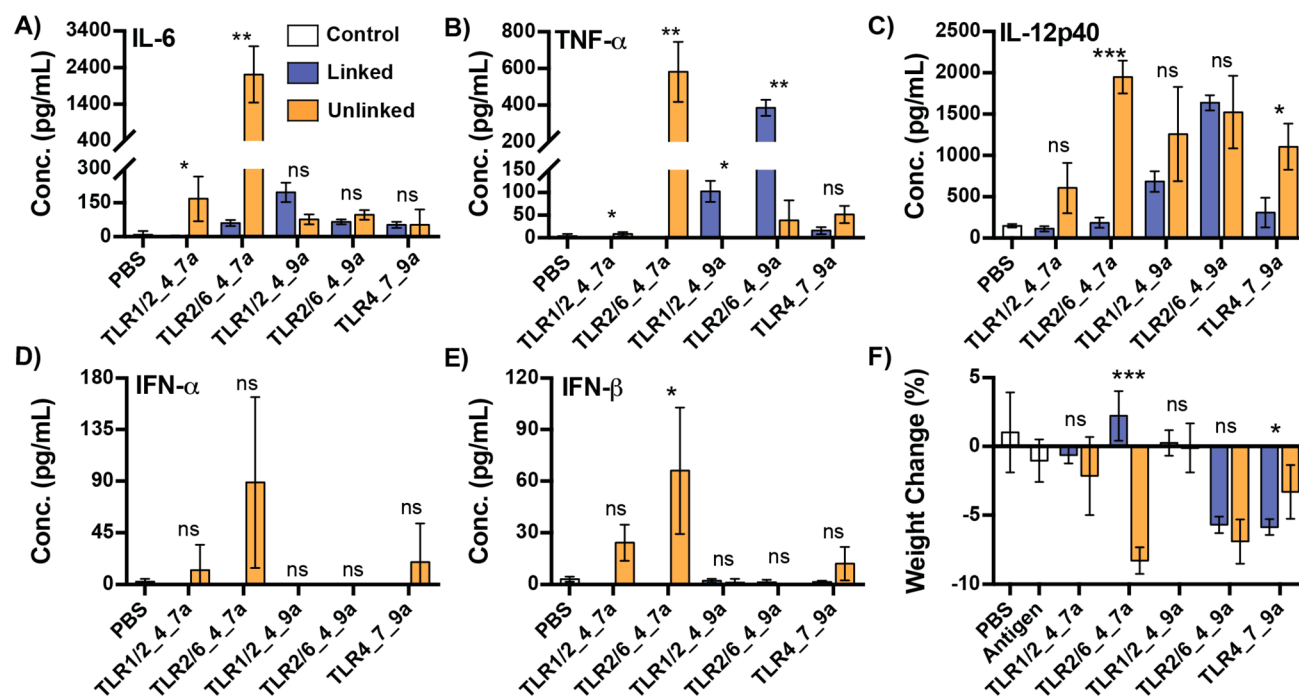 A)
IL-6
Conc. (pg/mL)
3400
2400
1400
400
300
150
0
*
**
ns
ns
ns
Control
Linked
Unlinked
PBS
TLR1/2_4_7a
TLR2/6_4_7a
TLR1/2_4_9a
TLR2/6_4_9a
TLR4_7_9a
B)
TNF-α
Conc. (pg/mL)
800
600
400
200
150
100
50
0
*
**
*
**
ns
PBS
TLR1/2_4_7a
TLR2/6_4_7a
TLR1/2_4_9a
TLR2/6_4_9a
TLR4_7_9a
C)
IL-12p40
Conc. (pg/mL)
2500
2000
1500
1000
500
0
ns
***
ns
ns
*
PBS
TLR1/2_4_7a
TLR2/6_4_7a
TLR1/2_4_9a
TLR2/6_4_9a
TLR4_7_9a
D)
IFN-α
Conc. (pg/mL)
180
135
90
45
0
ns
ns
ns
ns
ns
PBS
TLR1/2_4_7a
TLR2/6_4_7a
TLR1/2_4_9a
TLR2/6_4_9a
TLR4_7_9a
E)
IFN-β
Conc. (pg/mL)
120
90
60
30
0
ns
*
ns
ns
ns
PBS
TLR1/2_4_7a
TLR2/6_4_7a
TLR1/2_4_9a
TLR2/6_4_9a
TLR4_7_9a
F)
Weight Change (%)
5
0
-5
-10
ns
***
ns
ns
*
PBS
Antigen
TLR1/2_4_7a
TLR2/6_4_7a
TLR1/2_4_9a
TLR2/6_4_9a
TLR4_7_9a